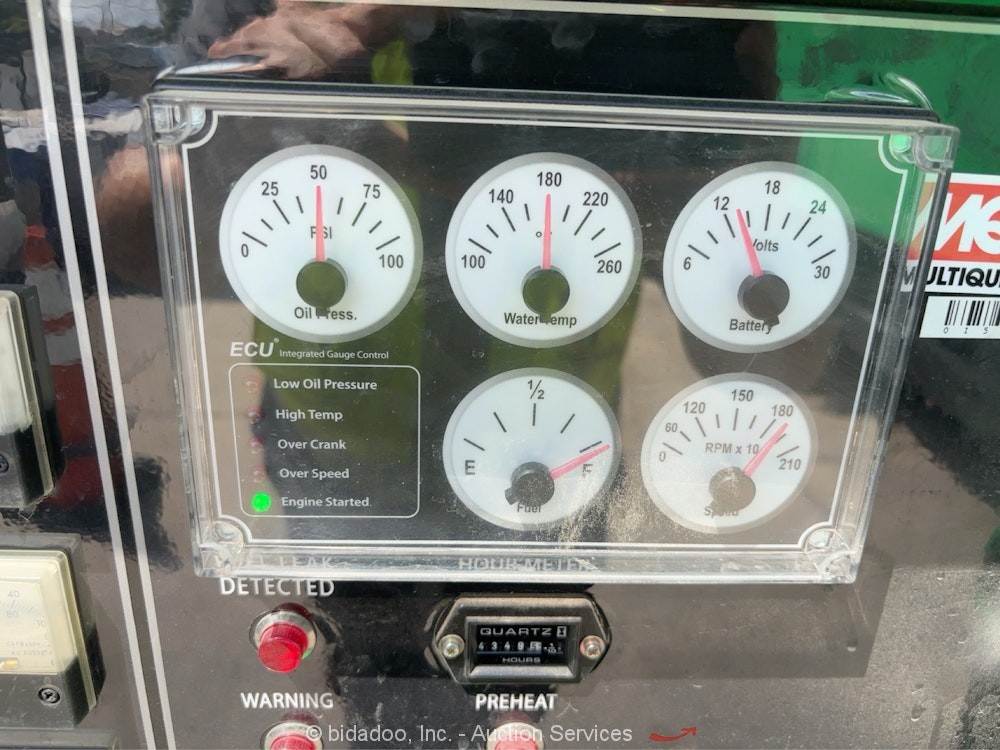 50
25 75
0 100
PSI
Oil Press.
180
140 220
100 260
Water Temp
18
12 24
6 30
Volts
Battery
ECU® Integrated Gauge Control
Low Oil Pressure
High Temp
Over Crank
Over Speed
Engine Started
1/2
E F
Fuel
150
120 180
60
0 210
RPM x 10
Speed
LEAK
DETECTED
HOUR METER
QUARTZ
HOURS
WARNING
PREHEAT
40
80
© bidadoo, Inc. - Auction Services